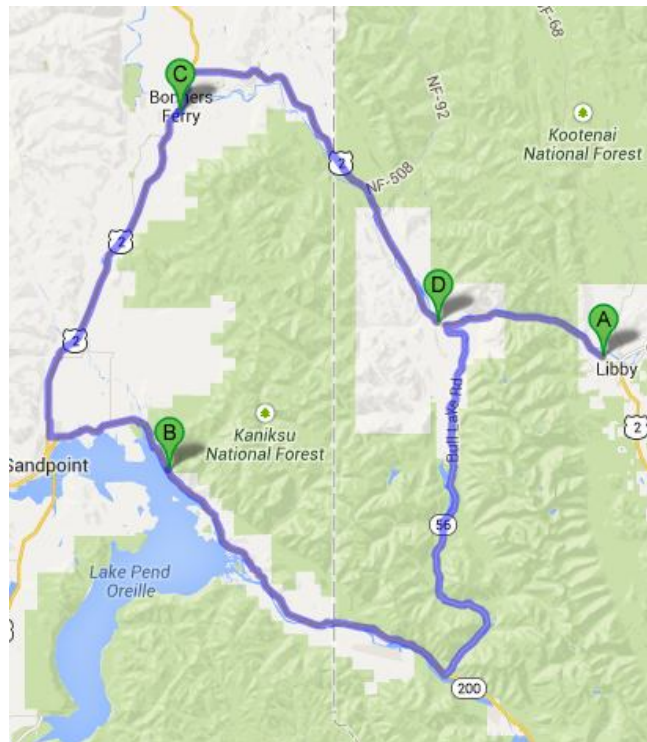 NF-68
C
Bonners
Ferry
NF-92
Kootenai
National Forest
2
NF-508
2
D
A
Libby
2
2
B
Kaniksu
National Forest
Bull Lake Rd
Sandpoint
56
Lake Pend
Oreille
200